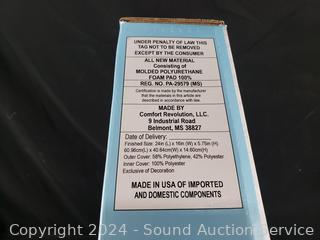 UNDER PENALTY OF LAW THIS
TAG NOT TO BE REMOVED
EXCEPT BY THE CONSUMER
ALL NEW MATERIAL
Consisting of
MOLDED POLYURETHANE
FOAM PAD 100%
REG. NO. PA-29579 (MS)
Certification is made by the manufacturer
that the materials in this article are
described in accordance with law.
MADE BY
Comfort Revolution, LLC.
9 Industrial Road
Belmont, MS 38827
Date of Delivery:
Finished Size: 24in (L) x 16in (W) x 5.75in (H)
60.96cm(L) x 40.64cm(W) x 14.60cm(H)
Outer Cover: 58% Polyethylene, 42% Polyester
Inner Cover: 100% Polyester
Exclusive of Decoration
MADE IN USA OF IMPORTED
AND DOMESTIC COMPONENTS
Copyright 2024 - Sound Auction Service